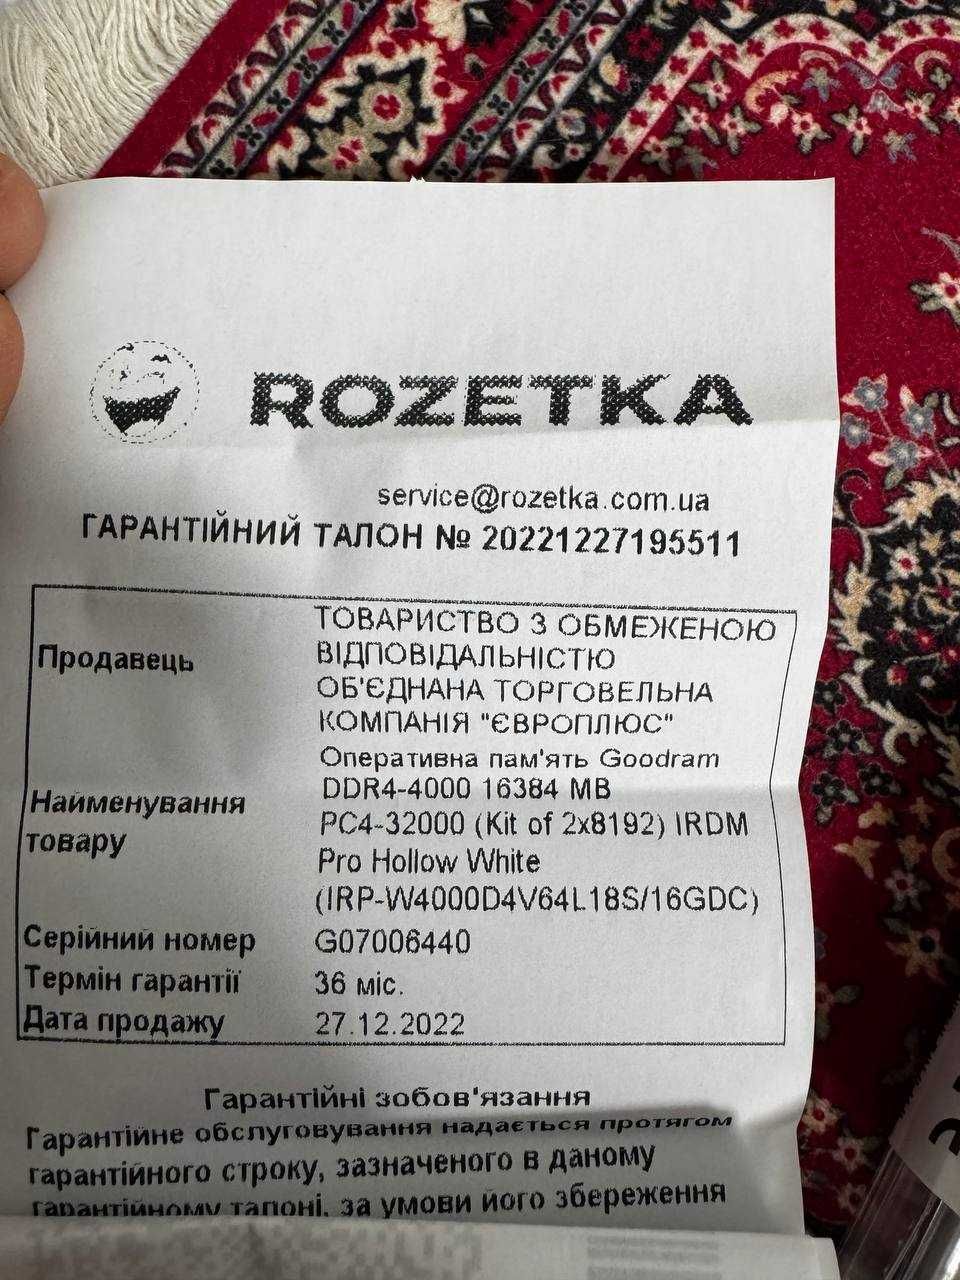 ROZETKA
service@rozetka.com.ua
ГАРАНТІЙНИЙ ТАЛОН № 20221227195511
Продавець
ТОВАРИСТВО З ОБМЕЖЕНОЮ
ВІДПОВІДАЛЬНІСТЮ
ОБ'ЄДНАНА ТОРГОВЕЛЬНА
КОМПАНІЯ "ЄВРОПЛЮС"
Найменування
товару
Оперативна пам'ять Goodram
DDR4-4000 16384 MB
PC4-32000 (Kit of 2x8192) IRDM
Pro Hollow White
(IRP-W4000D4V64L18S/16GDC)
Серійний номер G07006440
Термін гарантії 36 міс.
Дата продажу 27.12.2022
Гарантійні зобов'язання
Гарантійне обслуговування надається протягом
гарантійного строку, зазначеного в даному
гарантійному талоні, за умови його збереження